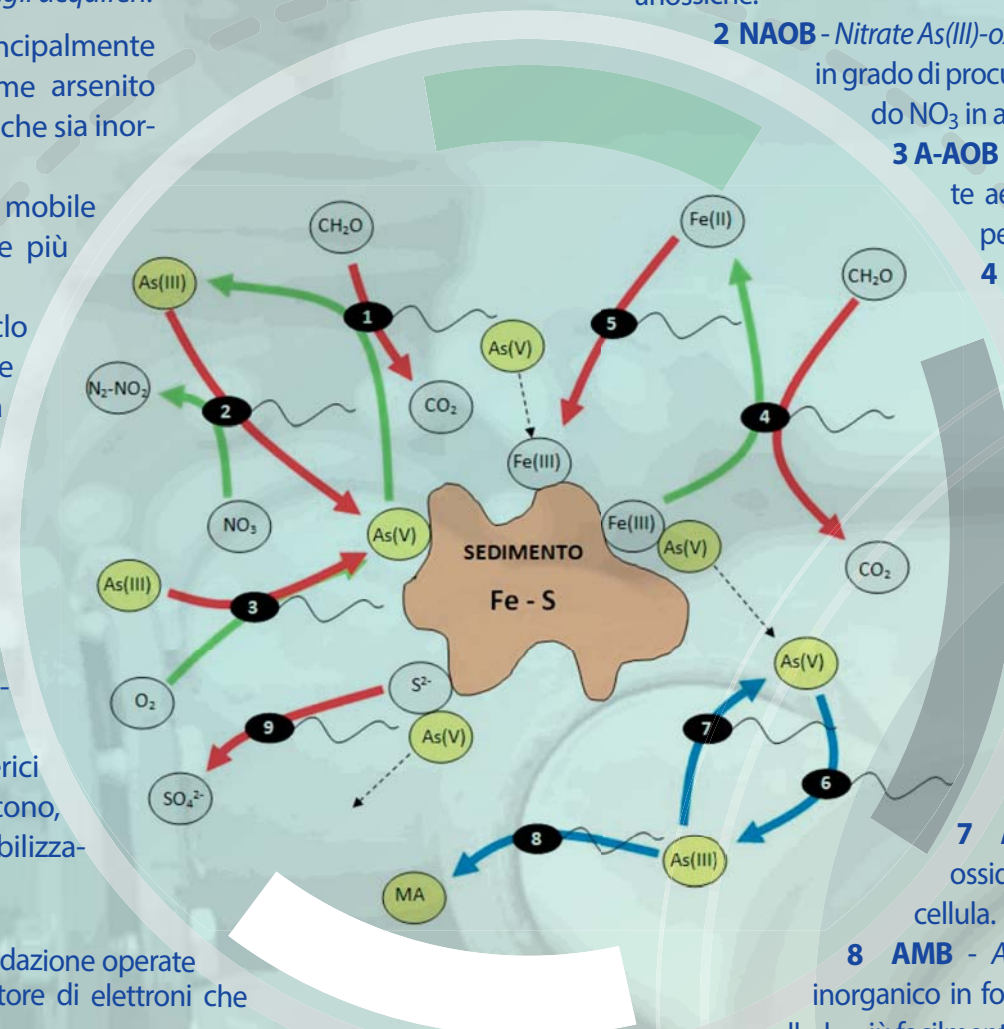 gli acquiferi.
ncipalmente
me arsenito
che sia inor-
mobile
e più
clo
e
-
erici
cono,
bilizza-
dazione operate
tore di elettroni che
anossiche.
2 NAOB - Nitrate As(III)-o
in grado di procu
do NO3 in a
3 A-AOB
te ae
pe
4
CH2O
As(III)
1
N2-NO2
2
CO2
NO3
As(V)
As(V)
Fe(III)
Fe(II)
5
CH2O
4
Fe(III)
As(V)
CO2
SEDIMENTO
Fe - S
As(III)
3
O2
S2-
As(V)
9
SO42-
As(V)
7
6
8
As(III)
MA
7
ossid
cellula.
8 AMB - A
inorganico in fo